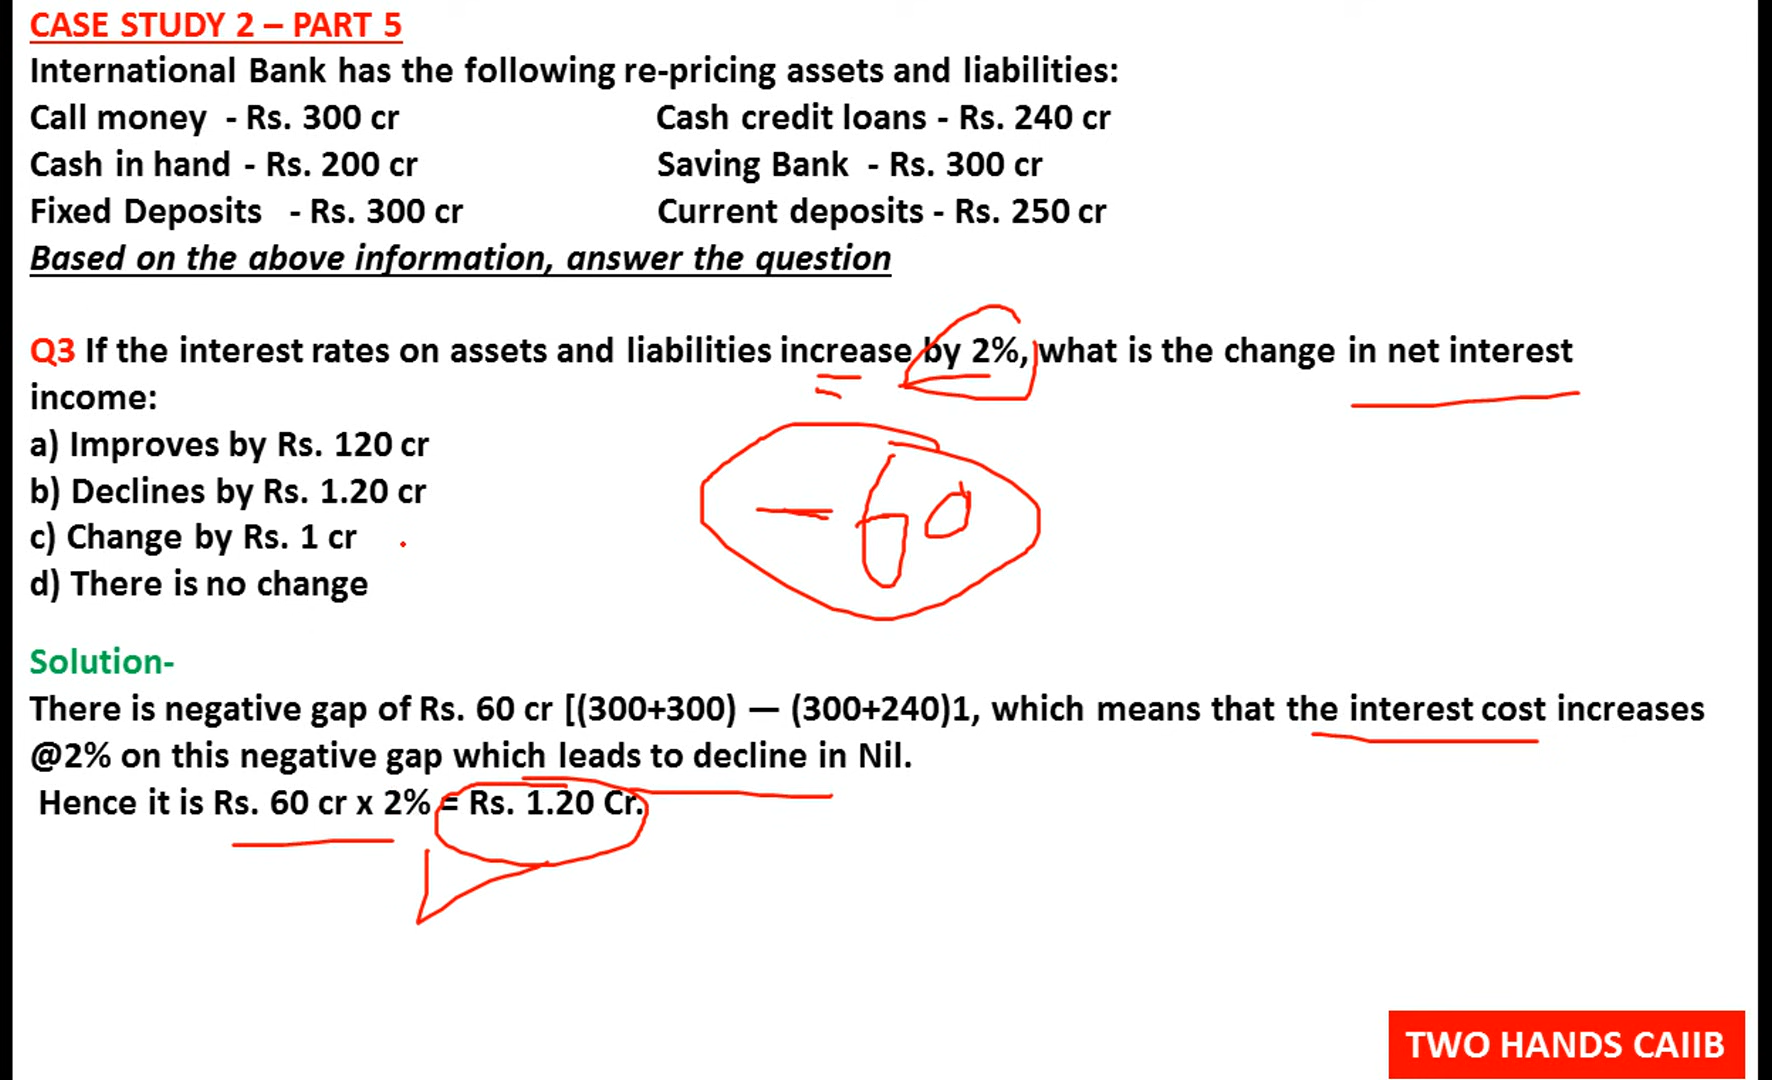 CASE STUDY 2 – PART 5
International Bank has the following re-pricing assets and liabilities:
Call money - Rs. 300 cr Cash credit loans - Rs. 240 cr
Cash in hand - Rs. 200 cr Saving Bank - Rs. 300 cr
Fixed Deposits - Rs. 300 cr Current deposits - Rs. 250 cr
Based on the above information, answer the question
Q3 If the interest rates on assets and liabilities increase by 2%, what is the change in net interest
income:
a) Improves by Rs. 120 cr
b) Declines by Rs. 1.20 cr
c) Change by Rs. 1 cr
d) There is no change
— 60
Solution-
There is negative gap of Rs. 60 cr [(300+300) — (300+240)1, which means that the interest cost increases
@2% on this negative gap which leads to decline in Nil.
Hence it is Rs. 60 cr x 2% = Rs. 1.20 Cr.
TWO HANDS CAIIB